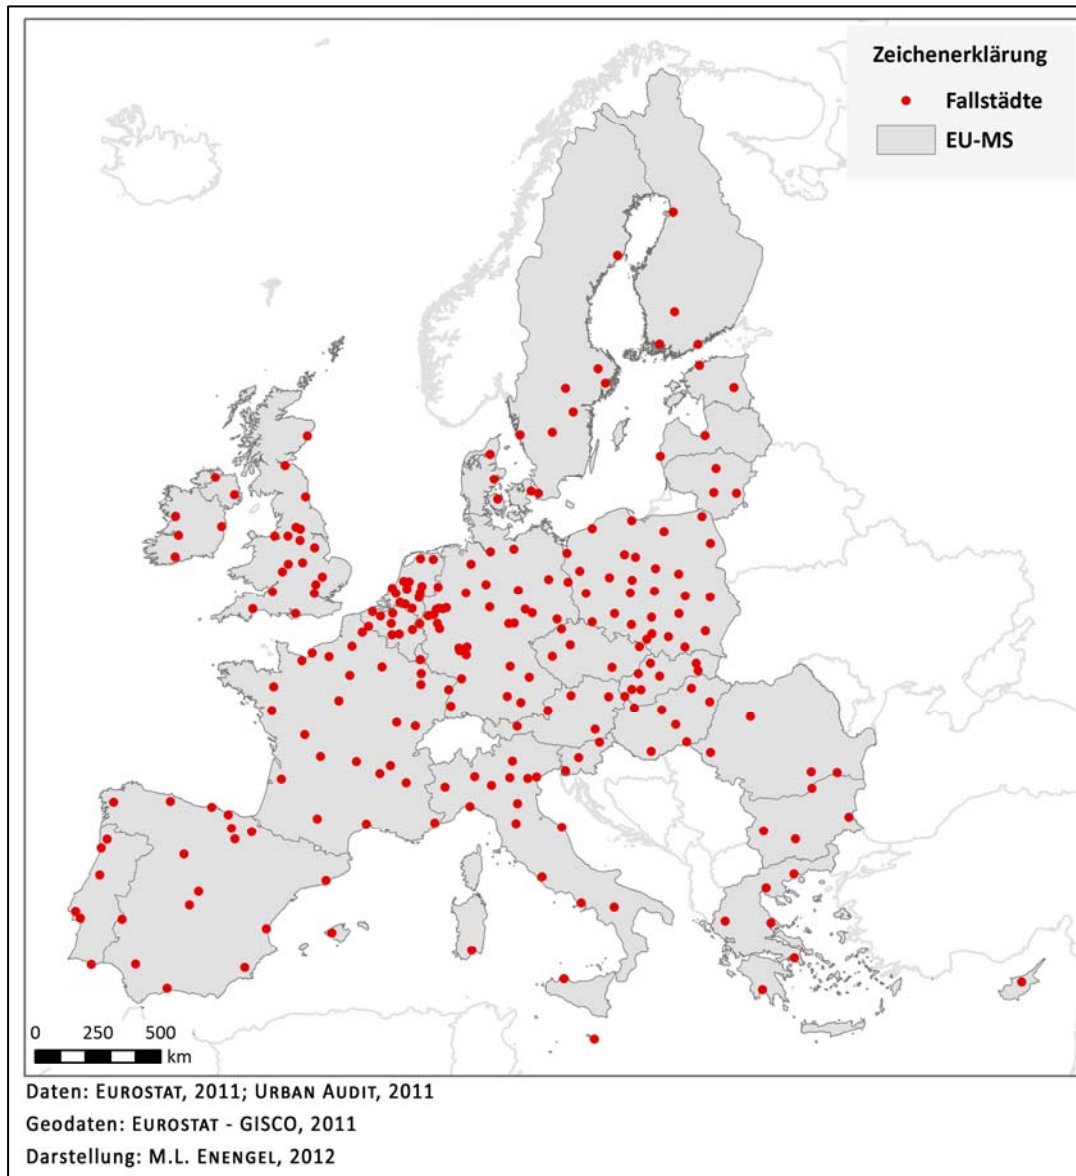 Zeichenerklärung
Fallstädte
EU-MS
0 250 500
km
Daten: EUROSTAT, 2011; URBAN AUDIT, 2011
Geodaten: EUROSTAT - GISCO, 2011
Darstellung: M.L. ENENGEL, 2012